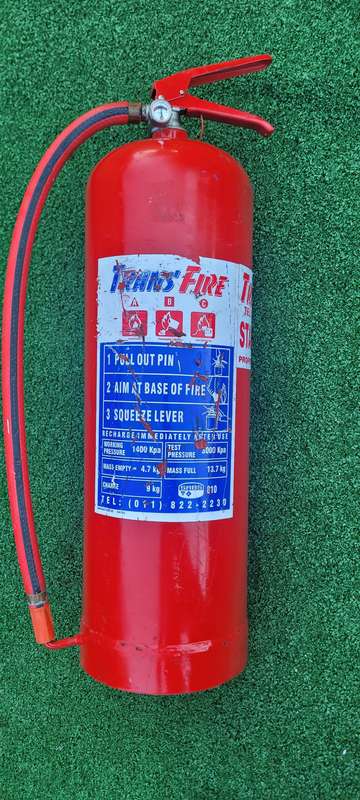 TRANS FIRE
A B C
1 PULL OUT PIN
2 AIM AT BASE OF FIRE
3 SQUEEZE LEVER
RECHARGE IMMEDIATELY AFTER USE
WORKING PRESSURE 1400 Kpa TEST PRESSURE Kpa
MASS EMPTY = 4.7 kg MASS FULL 13.7 kg
CHARGE 9 kg 810
TEL: (011) 822-2230